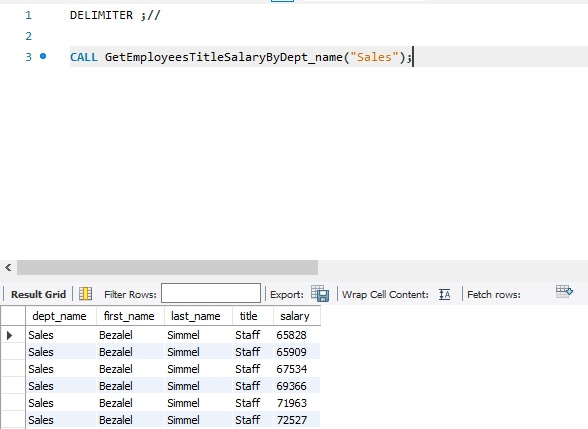 1 DELIMITER ;//
2
3 CALL GetEmployeesTitleSalaryByDept_name("Sales");
Result Grid Filter Rows: Export: Wrap Cell Content: IA Fetch rows:
dept_name first_name last_name title salary
Sales Bezalel Simmel Staff 65828
Sales Bezalel Simmel Staff 65909
Sales Bezalel Simmel Staff 67534
Sales Bezalel Simmel Staff 69366
Sales Bezalel Simmel Staff 71963
Sales Bezalel Simmel Staff 72527